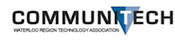 COMMUNITECH
WATERLOO REGION TECHNOLOGY ASSOCIATION